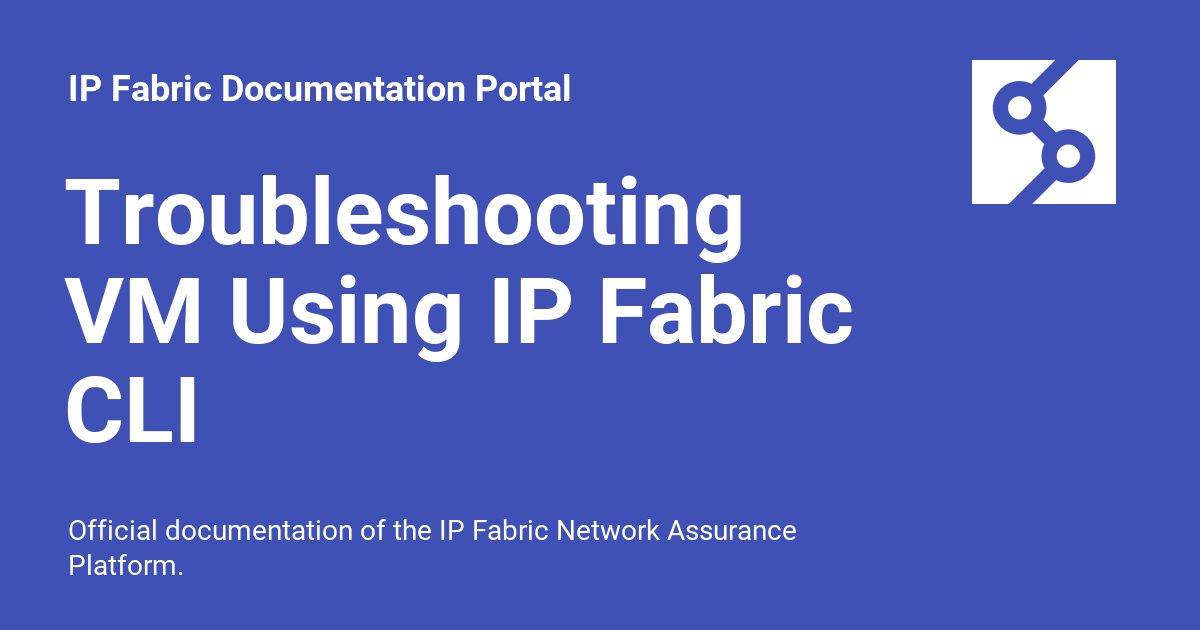 IP Fabric Documentation Portal
Troubleshooting
VM Using IP Fabric
CLI
Official documentation of the IP Fabric Network Assurance
Platform.